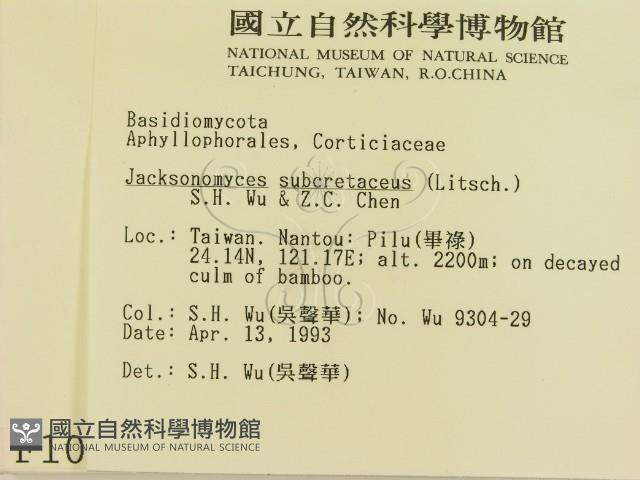 國立自然科學博物館
NATIONAL MUSEUM OF NATURAL SCIENCE
TAICHUNG, TAIWAN, R.O.CHINA
Basidiomycota
Aphyllophorales, Corticiaceae
Jacksonomyces subcretaceus (Litsch.)
S.H. Wu & Z.C. Chen
Loc.: Taiwan. Nantou: Pilu(畢祿)
24.14N, 121.17E; alt. 2200m; on decayed
culm of bamboo.
Col.: S.H. Wu(吳聲華); No. Wu 9304-29
Date: Apr. 13, 1993
Det.: S.H. Wu(吳聲華)
國立自然科學博物館
NATIONAL MUSEUM OF NATURAL SCIENCE